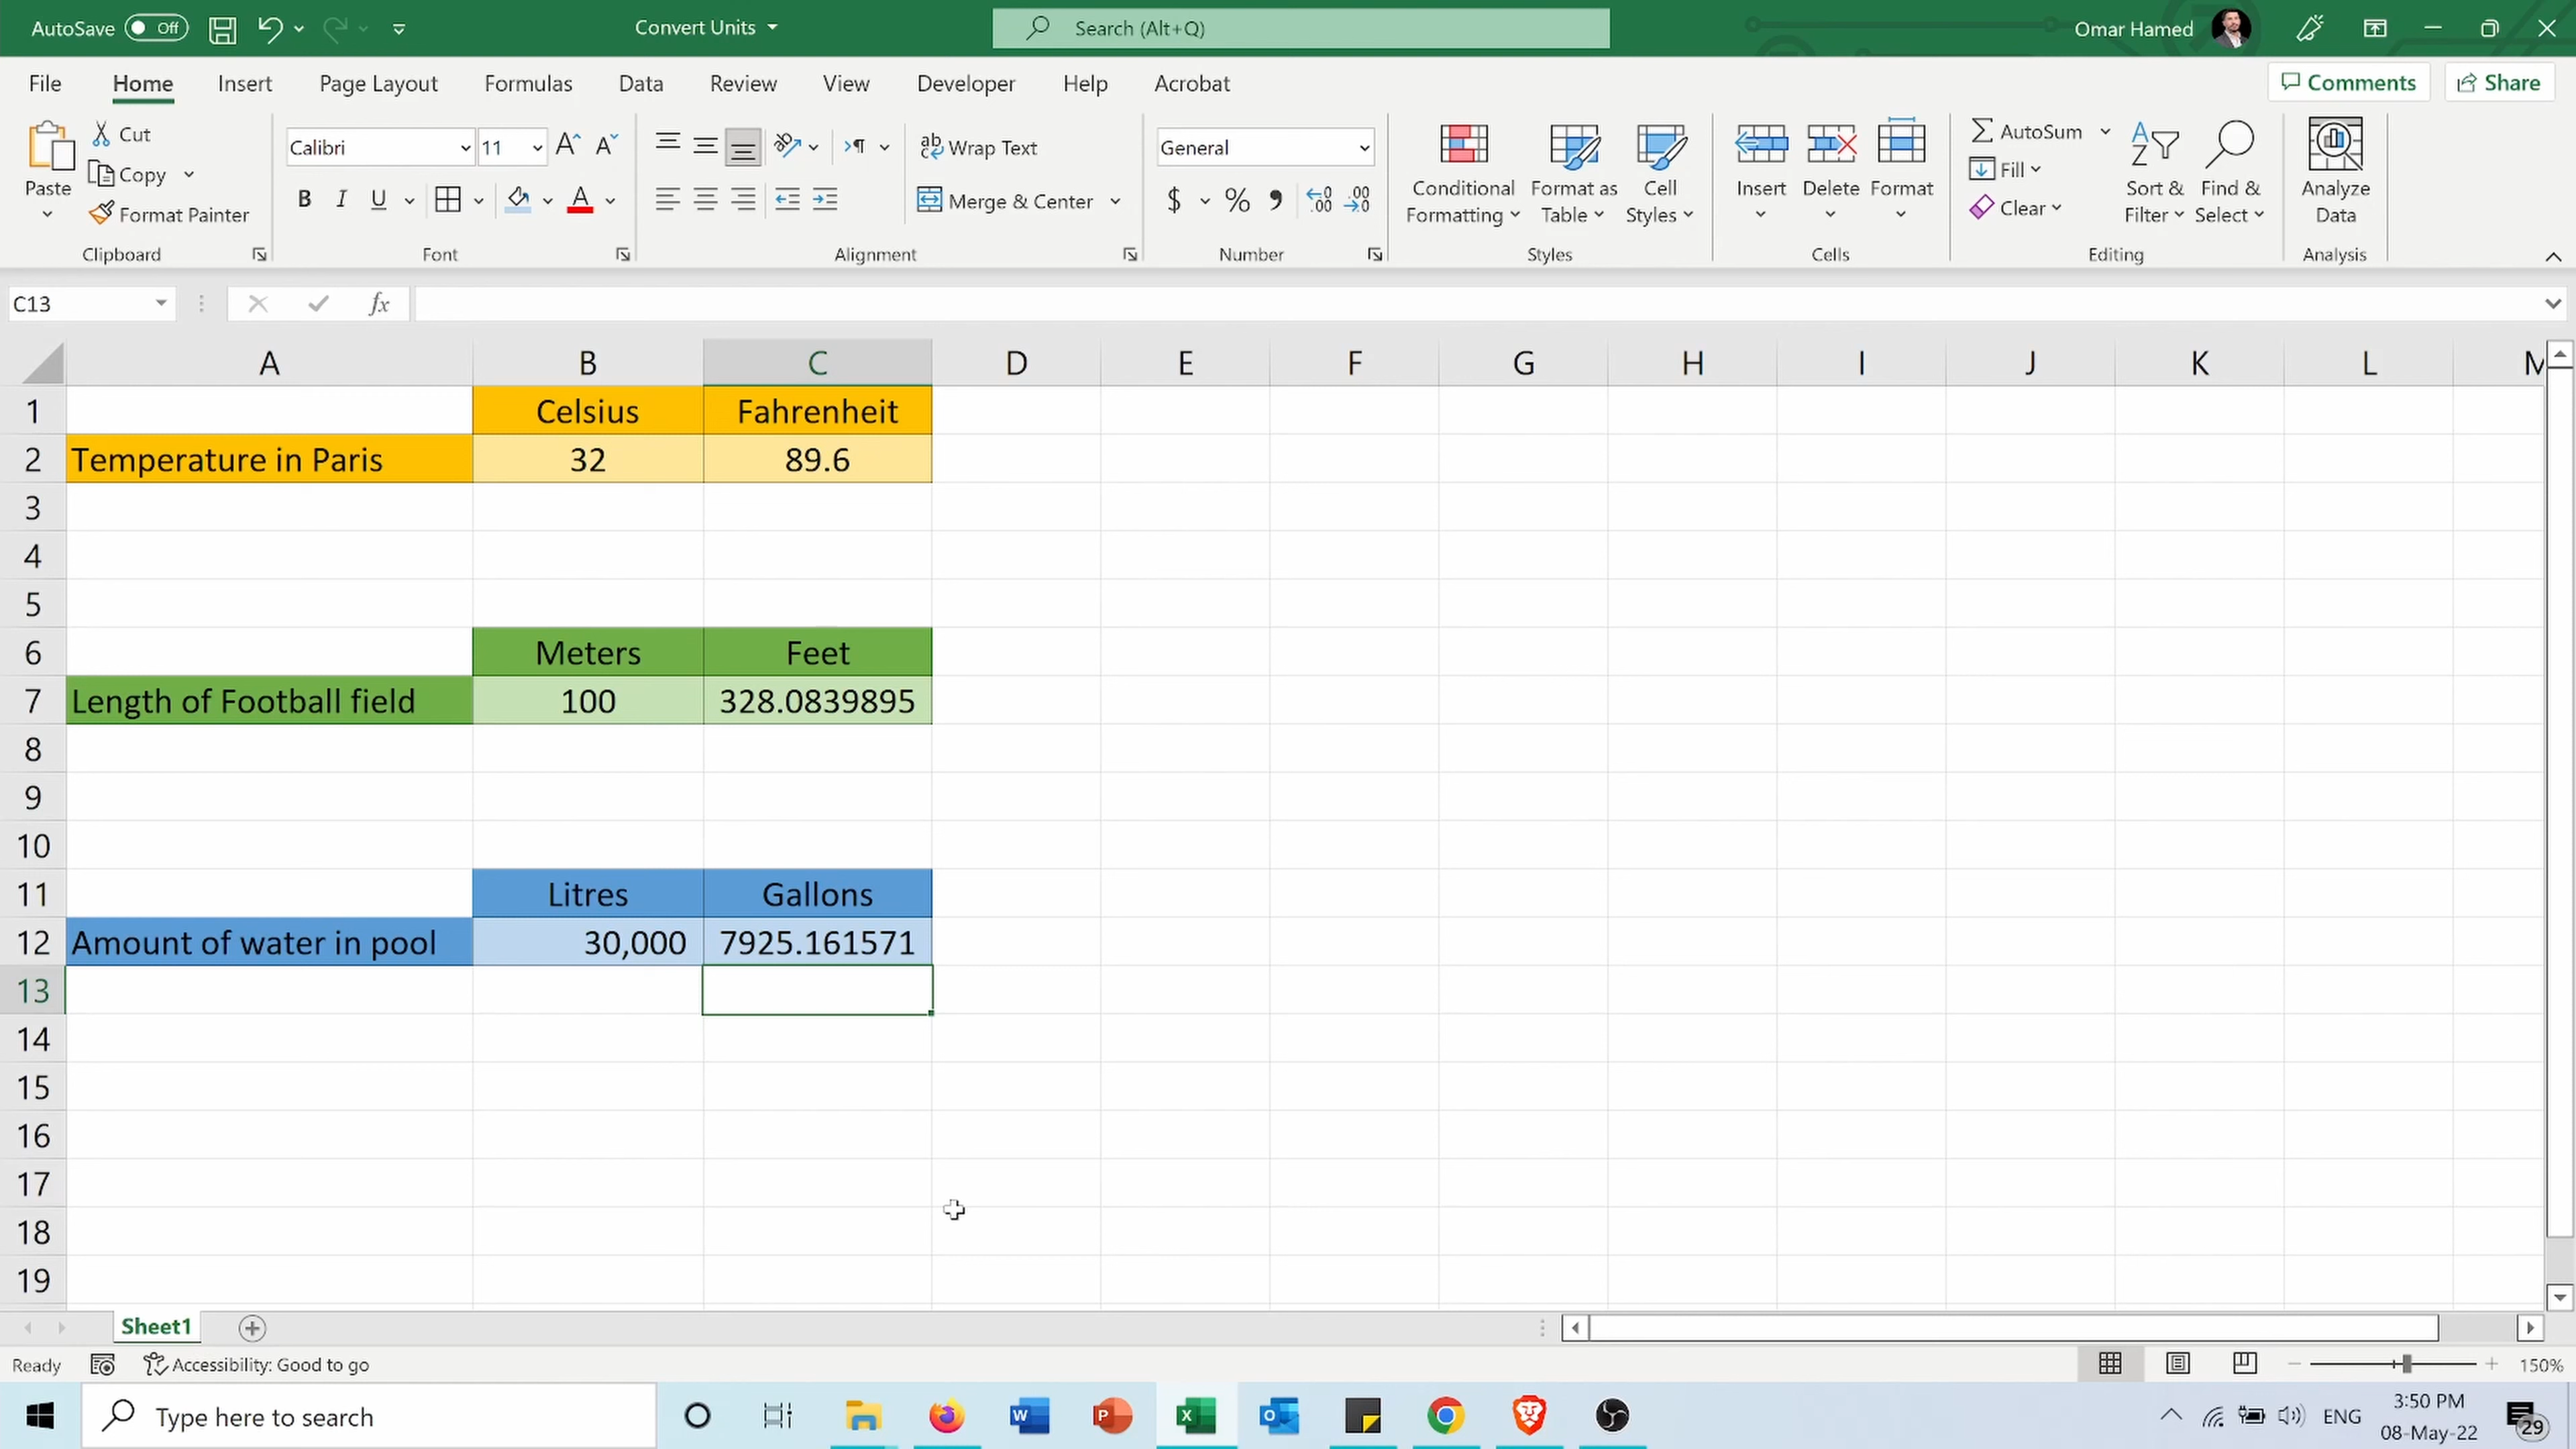 AutoSave Off Convert Units Search (Alt+Q) Omar Hamed
File Home Insert Page Layout Formulas Data Review View Developer Help Acrobat Comments Share
Paste Cut Copy Format Painter
Clipboard
Calibri 11
B I U A
Font
Wrap Text
Merge & Center
Alignment
General
$ % , .00 .00
Number
Conditional Formatting Format as Table Cell Styles
Styles
Insert Delete Format
Cells
AutoSum Fill Clear Sort & Filter Find & Select
Editing
Analyze Data
Analysis
C13 fx
A B C D E F G H I J K L M
1 Celsius Fahrenheit
2 Temperature in Paris 32 89.6
3
4
5
6 Meters Feet
7 Length of Football field 100 328.0839895
8
9
10
11 Litres Gallons
12 Amount of water in pool 30,000 7925.161571
13
14
15
16
17
18
19
Sheet1
Ready Accessibility: Good to go 150%
Type here to search ENG 3:50 PM
08-May-22 29